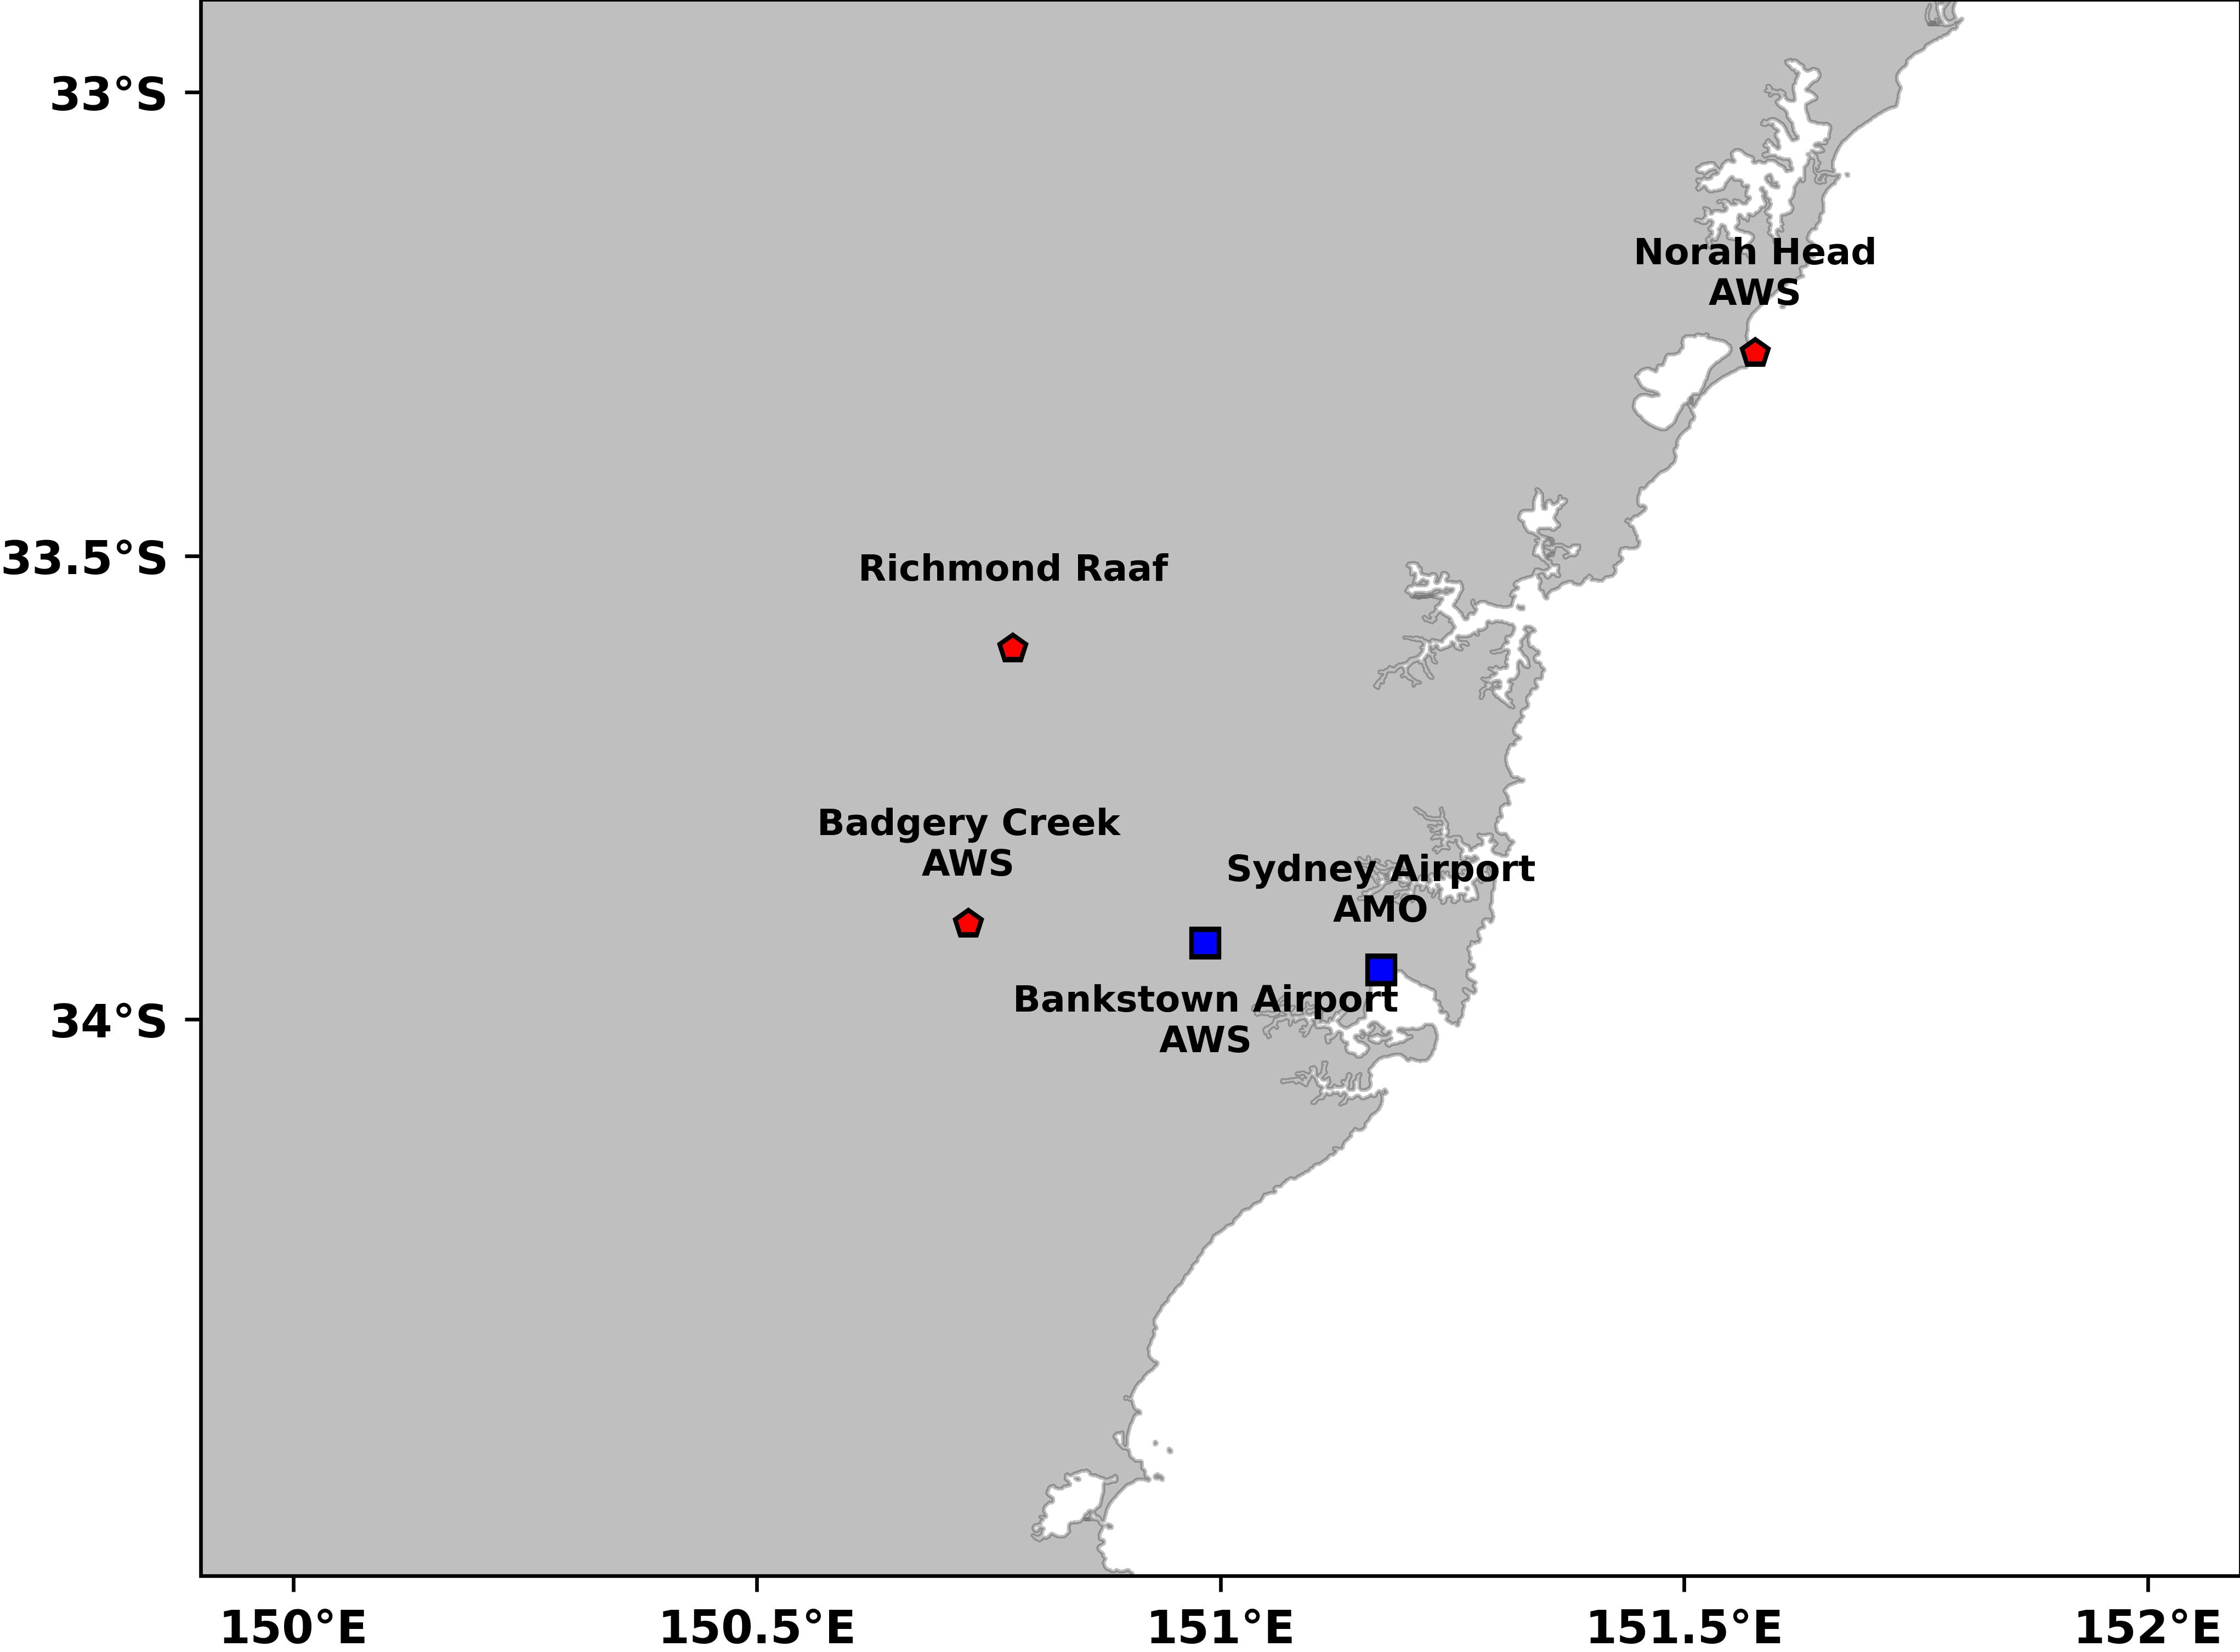 33°S
Norah Head
AWS
33.5°S
Richmond Raaf
Badgery Creek
AWS
Sydney Airport
AMO
Bankstown Airport
AWS
34°S
150°E
150.5°E
151°E
151.5°E
152°E